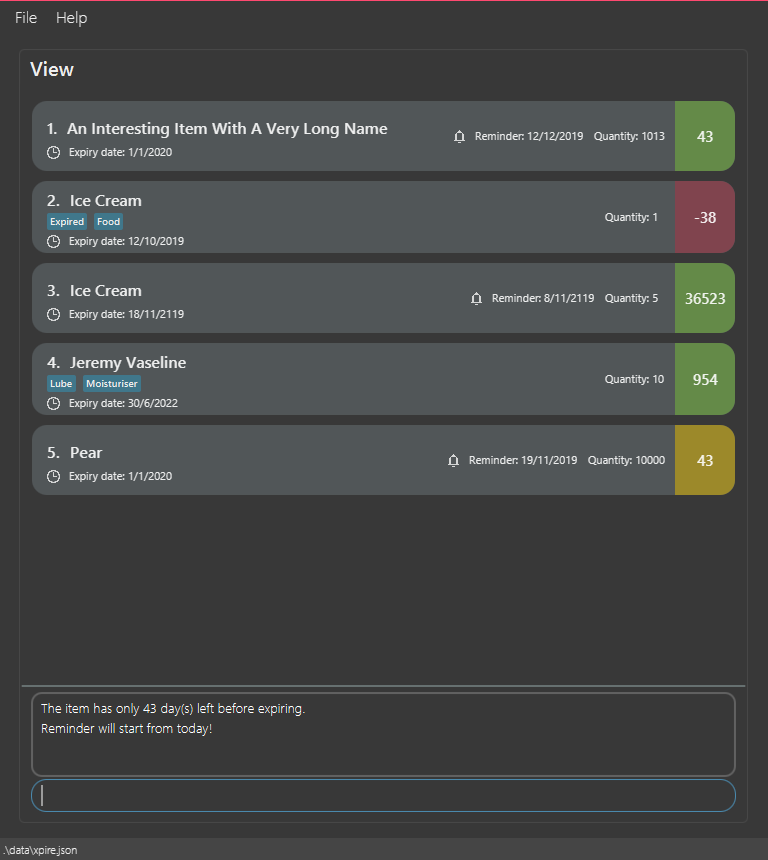 File Help
View
1. An Interesting Item With A Very Long Name
Reminder: 12/12/2019 Quantity: 1013
43
Expiry date: 1/1/2020
2. Ice Cream
Expired Food
Quantity: 1
-38
Expiry date: 12/10/2019
3. Ice Cream
Reminder: 8/11/2119 Quantity: 5
36523
Expiry date: 18/11/2119
4. Jeremy Vaseline
Lube Moisturiser
Quantity: 10
954
Expiry date: 30/6/2022
5. Pear
Reminder: 19/11/2019 Quantity: 10000
43
Expiry date: 1/1/2020
The item has only 43 day(s) left before expiring.
Reminder will start from today!
.\data\xpire.json